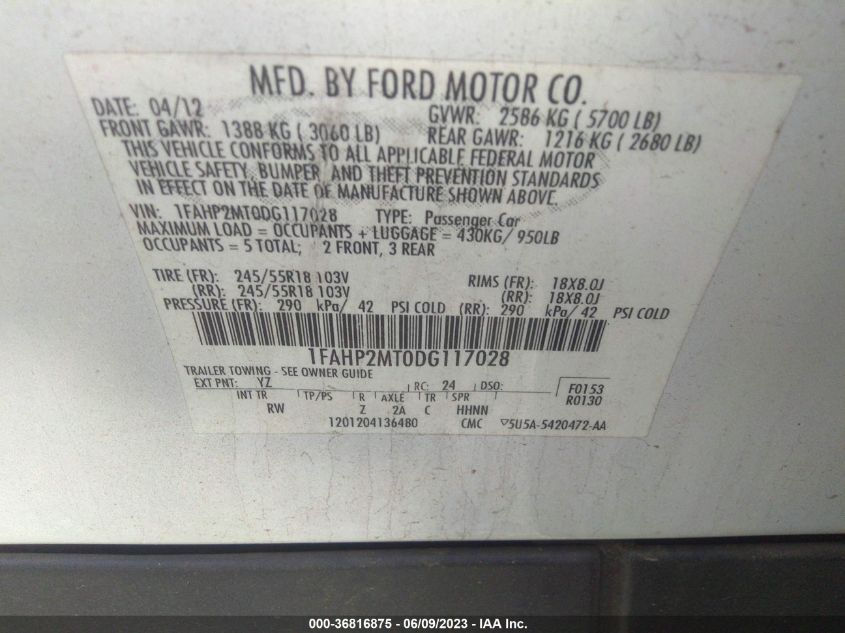 MFD. BY FORD MOTOR CO.
DATE: 04/12 GVWR: 2586 KG ( 5700 LB)
FRONT GAWR: 1388 KG ( 3060 LB) REAR GAWR: 1216 KG ( 2680 LB)
THIS VEHICLE CONFORMS TO ALL APPLICABLE FEDERAL MOTOR
VEHICLE SAFETY, BUMPER, AND THEFT PREVENTION STANDARDS
IN EFFECT ON THE DATE OF MANUFACTURE SHOWN ABOVE.
VIN: 1FAHP2MT0DG117028 TYPE: Passenger Car
MAXIMUM LOAD = OCCUPANTS + LUGGAGE = 430KG/ 950LB
OCCUPANTS = 5 TOTAL; 2 FRONT, 3 REAR
TIRE (FR): 245/55R18 103V RIMS (FR): 18X8.0J
(RR): 245/55R18 103V (RR): 18X8.0J
PRESSURE (FR): 290 kPa/ 42 PSI COLD (RR): 290 kPa/ 42 PSI COLD
1FAHP2MT0DG117028
TRAILER TOWING - SEE OWNER GUIDE
EXT PNT: YZ RC: 24 DSO: F0153
INT TR TP/PS R AXLE TR SPR R0130
RW Z 2A C HHNN
1201204136480 CMC ▽5U5A-5420472-AA
000-36816875 - 06/09/2023 - IAA Inc.